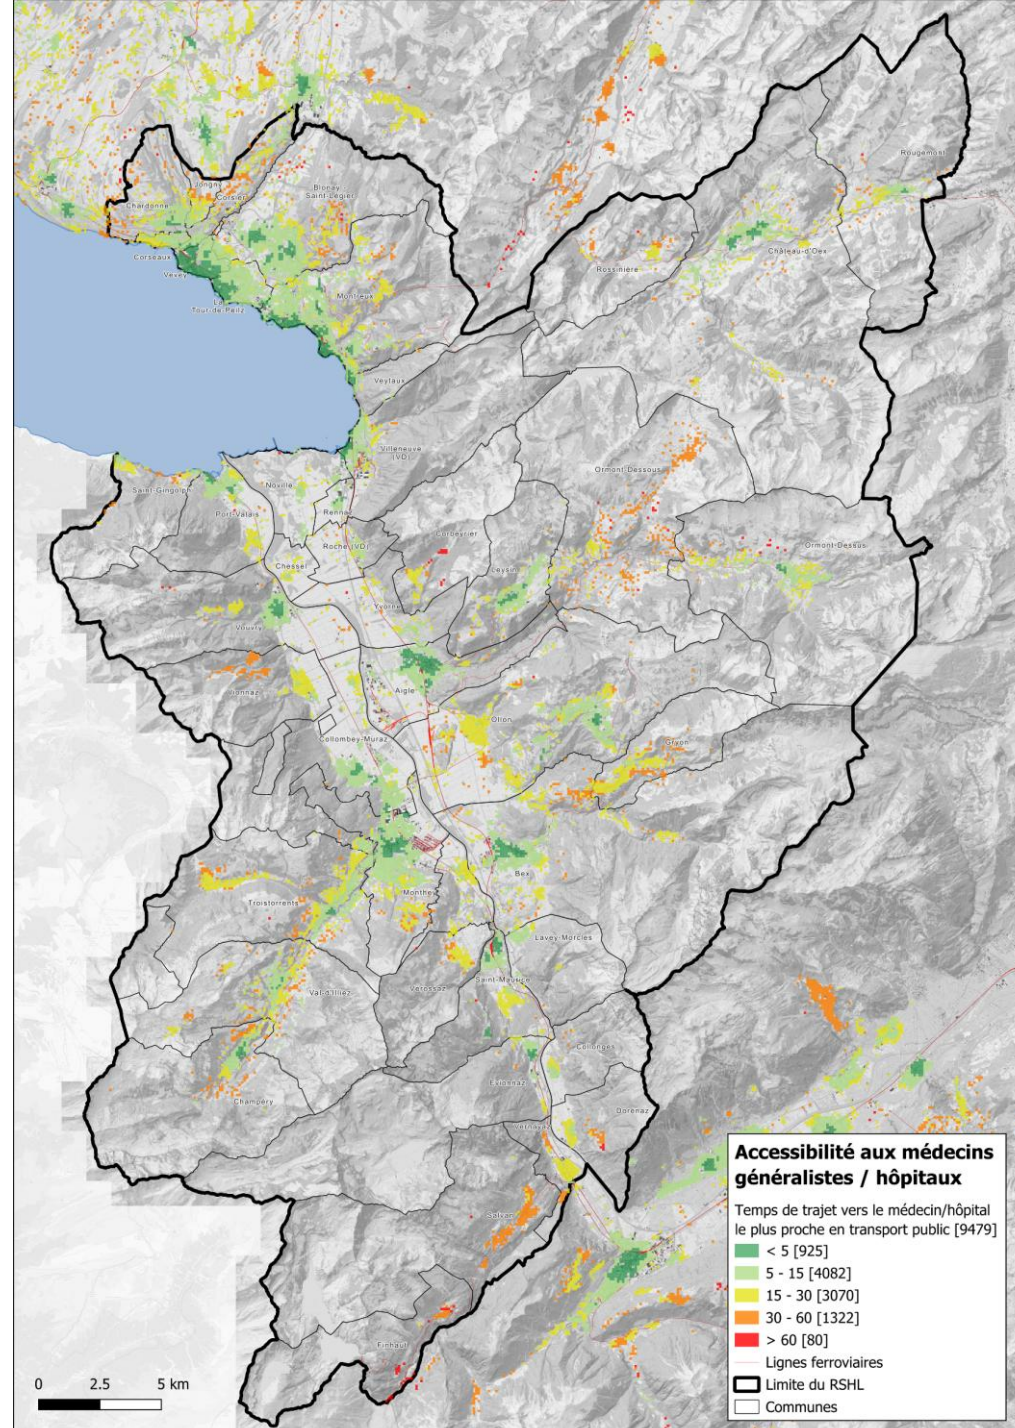 Rougemont
Jongny
Blonay
Saint-Légier
Chardonne
Corsier
Château-d'Oex
Corseaux
Rossinière
Vevey
Montreux
La
Tour-de-Peilz
Veytaux
Villeneuve
(VD)
Ormont-Dessous
Saint-Gingolph
Noville
Port-Valais
Rennaz
Corbeyrier
Roche (VD)
Ormont-Dessus
Chessel
Leysin
Yvorne
Vouvry
Vionnaz
Aigle
Ollon
Collombey-Muraz
Gryon
Bex
Monthey
Troistorrents
Lavey-Morcles
Saint-Maurice
Vérossaz
Val-d'Illiez
Collonges
Evionnaz
Champéry
Dorénaz
Vernayaz
Salvan
Finhaut
Accessibilité aux médecins
généralistes / hôpitaux
Temps de trajet vers le médecin/hôpital
le plus proche en transport public [9479]
< 5 [925]
5 - 15 [4082]
15 - 30 [3070]
30 - 60 [1322]
> 60 [80]
Lignes ferroviaires
Limite du RSHL
Communes
0 2.5 5 km